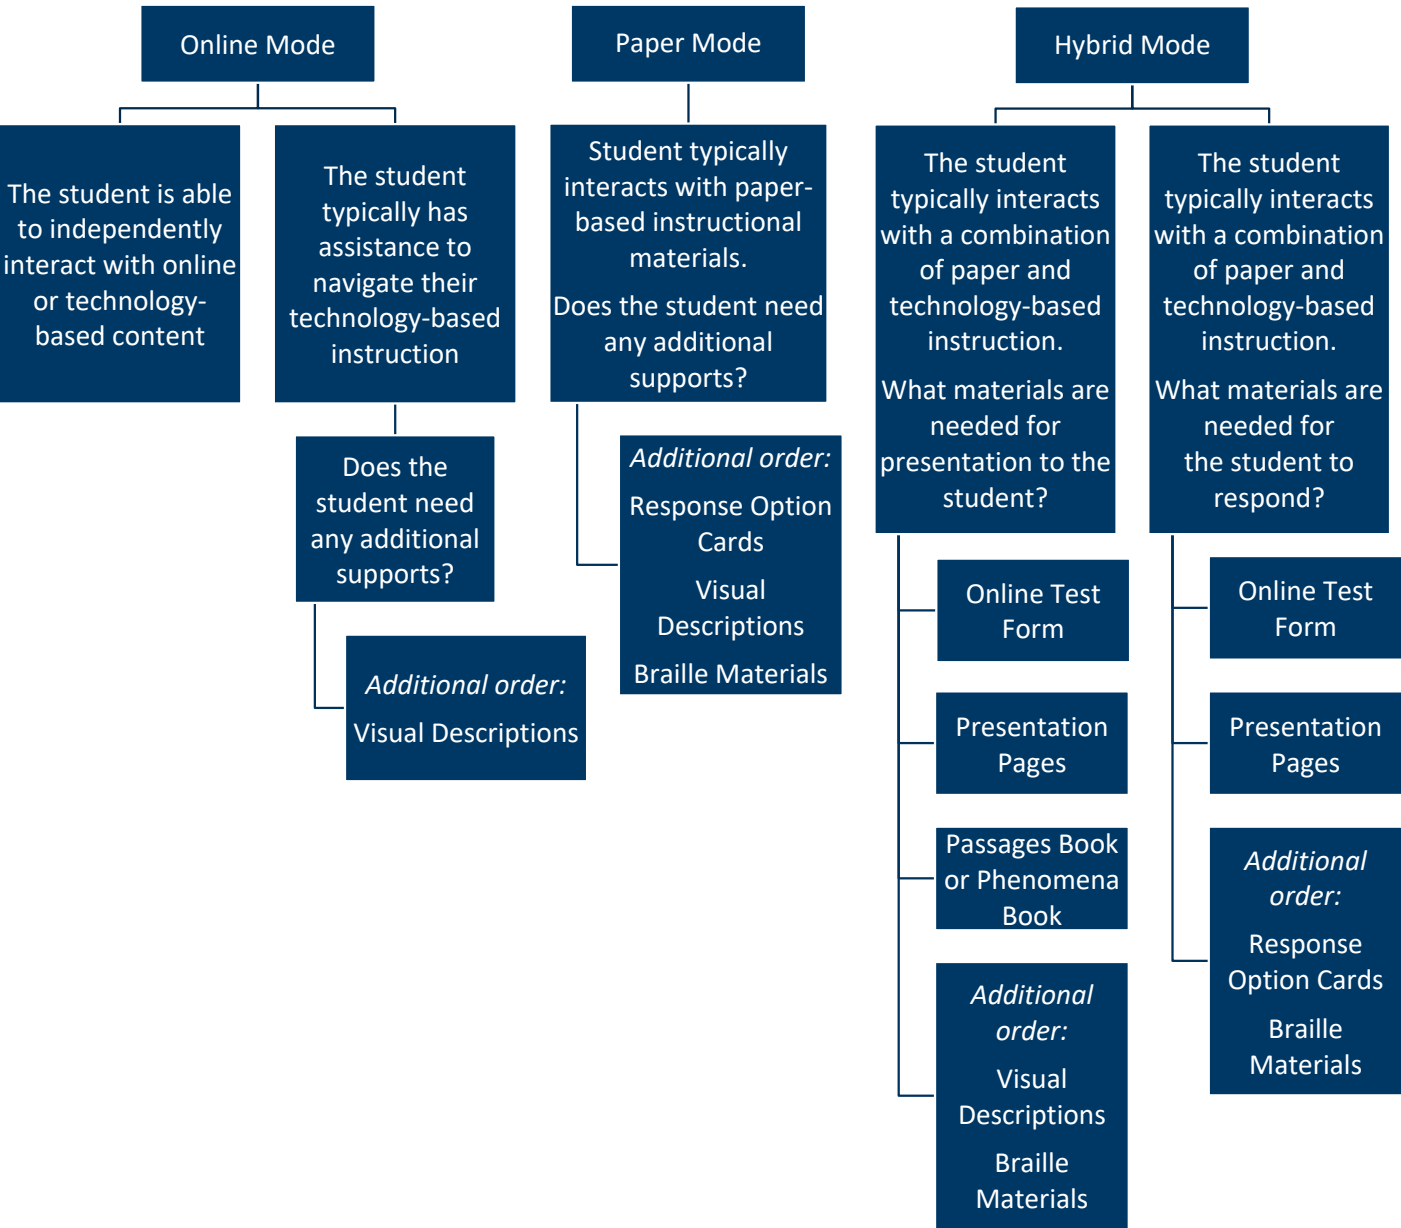 Online Mode
The student is able
to independently
interact with online
or technology-
based content
The student
typically has
assistance to
navigate their
technology-based
instruction
Does the
student need
any additional
supports?
Additional order:
Visual Descriptions
Paper Mode
Student typically
interacts with paper-
based instructional
materials.
Does the student need
any additional
supports?
Additional order:
Response Option
Cards
Visual
Descriptions
Braille Materials
Hybrid Mode
The student
typically interacts
with a combination
of paper and
technology-based
instruction.
What materials are
needed for
presentation to the
student?
Online Test
Form
Presentation
Pages
Passages Book
or Phenomena
Book
Additional
order:
Visual
Descriptions
Braille
Materials
The student
typically interacts
with a combination
of paper and
technology-based
instruction.
What materials are
needed for
the student to
respond?
Online Test
Form
Presentation
Pages
Additional
order:
Response
Option Cards
Braille
Materials